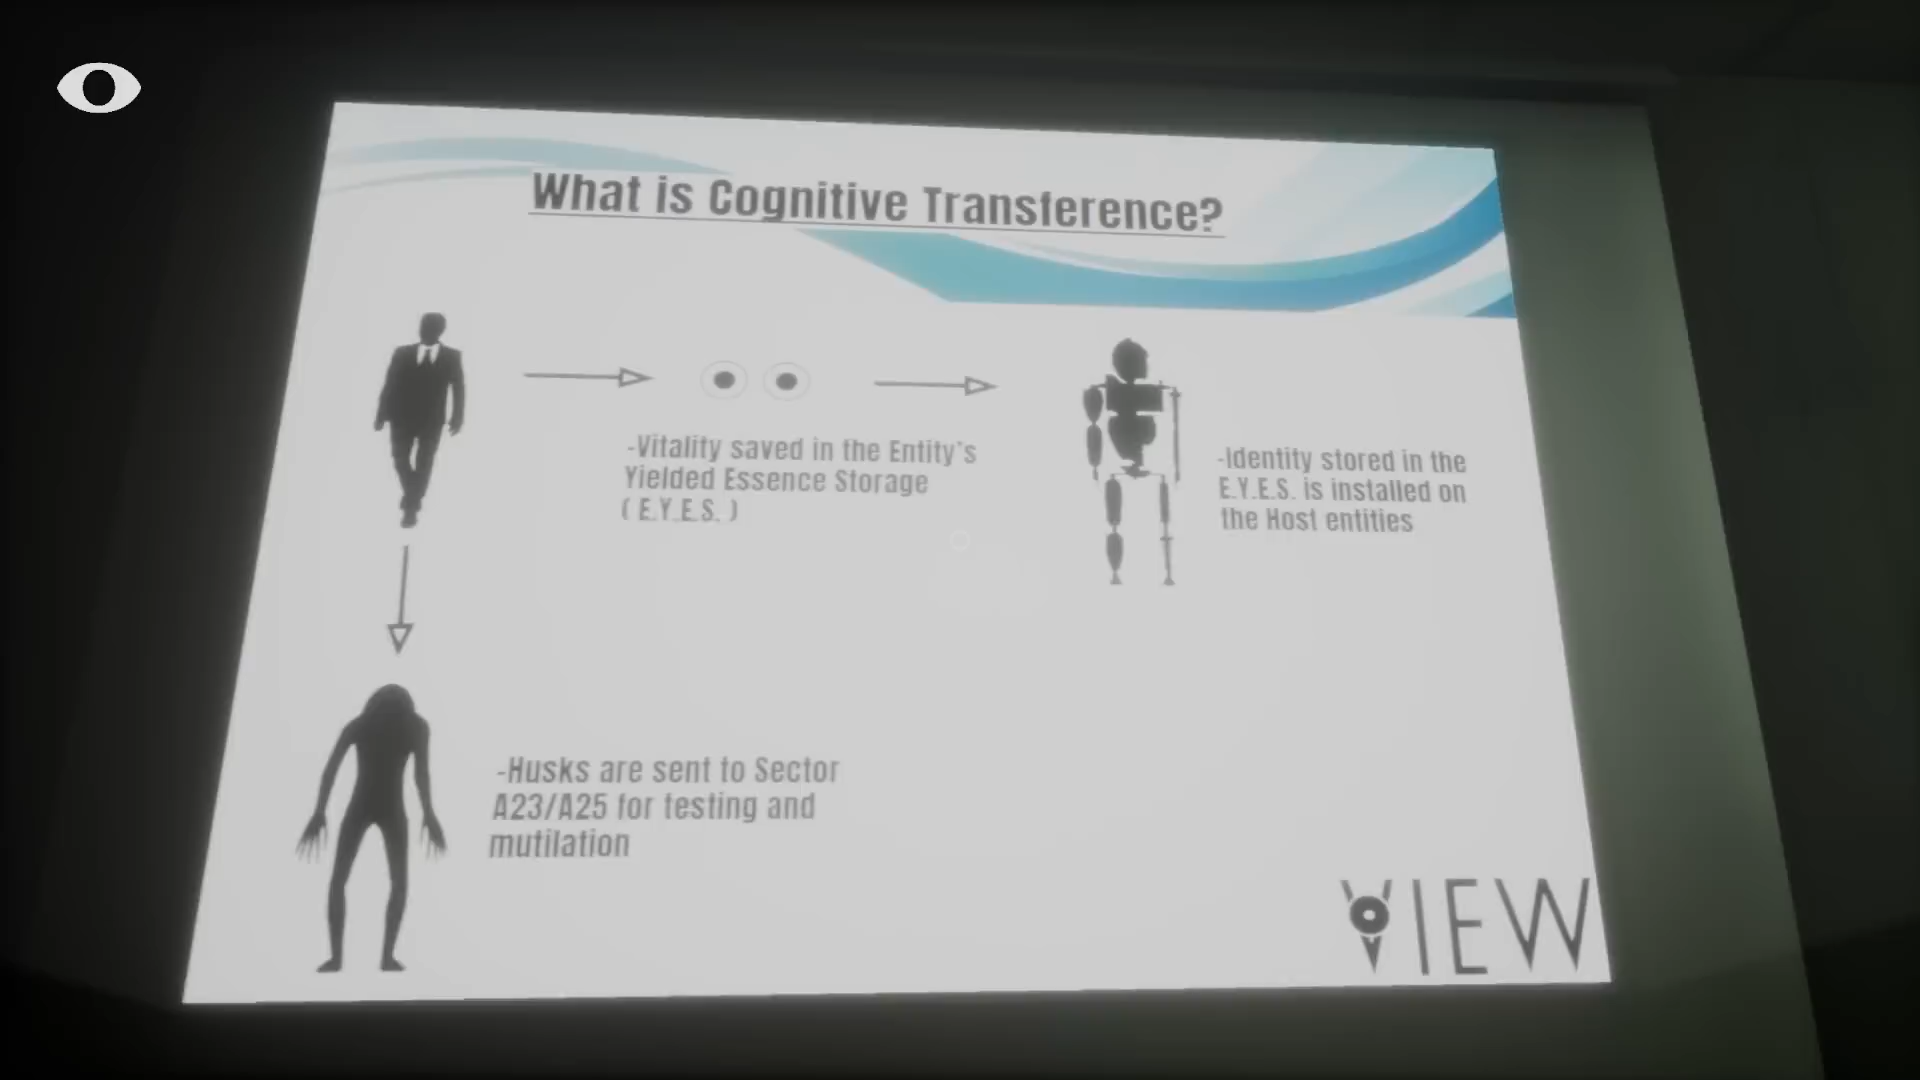 What is Cognitive Transference?
-Vitality saved in the Entity's
Yielded Essence Storage
( E.Y.E.S. )
-Identity stored in the
E.Y.E.S. is installed on
the Host entities
-Husks are sent to Sector
A23/A25 for testing and
mutilation
VIEW